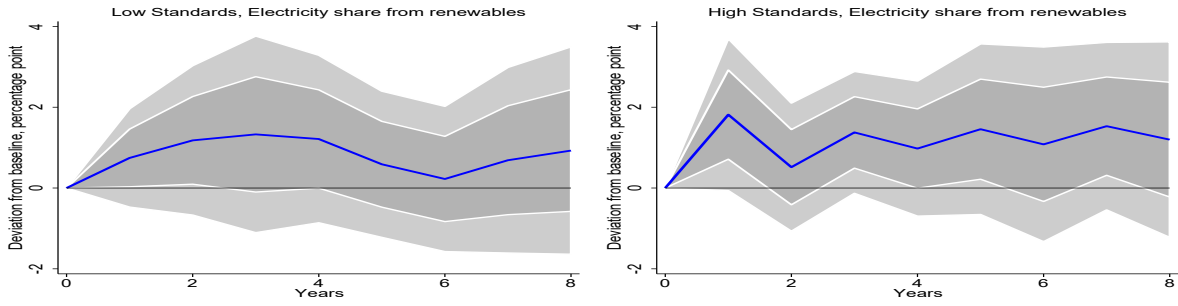 Low Standards, Electricity share from renewables
Deviation from baseline, percentage point
4
2
0
-2
0 2 4 6 8
Years
High Standards, Electricity share from renewables
Deviation from baseline, percentage point
4
2
0
-2
0 2 4 6 8
Years